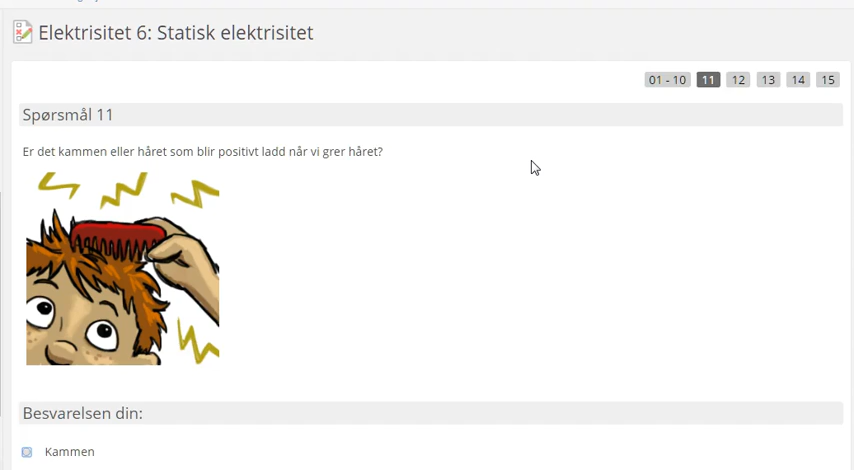 Elektrisitet 6: Statisk elektrisitet
01 - 10 11 12 13 14 15
Spørsmål 11
Er det kammen eller håret som blir positivt ladd når vi grer håret?
Besvarelsen din:
Kammen